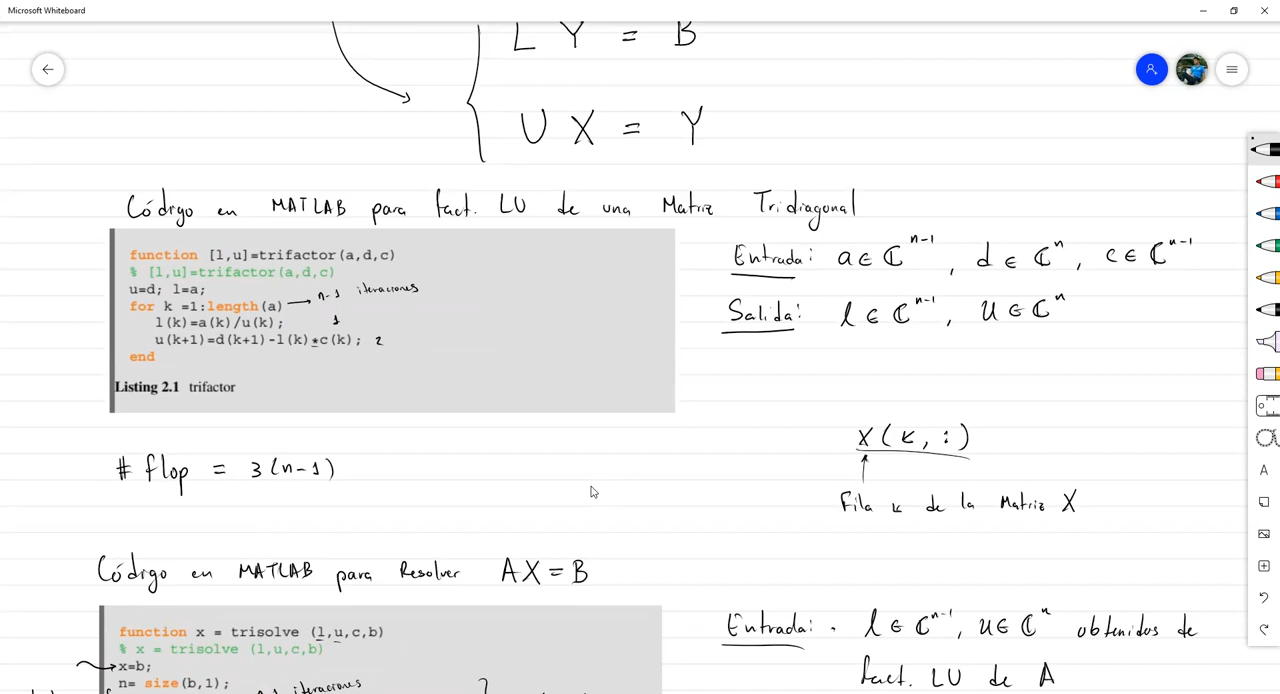 Microsoft Whiteboard
L Y = B
U X = Y
Código en MATLAB para fact. LU de una Matriz Tridiagonal
function [l,u]=trifactor(a,d,c)
% [l,u]=trifactor(a,d,c)
u=d; l=a;
for k =1:length(a) → n-1 iteraciones
l(k)=a(k)/u(k); 1
u(k+1)=d(k+1)-l(k)*c(k); 2
end
Listing 2.1 trifactor
Entrada: a ∈ ℂ^{n-1}, d ∈ ℂ^n, c ∈ ℂ^{n-1}
Salida: l ∈ ℂ^{n-1}, u ∈ ℂ^n
# flop = 3(n-1)
X(k,:)
Fila k de la Matriz X
Código en MATLAB para Resolver AX=B
function x = trisolve (l,u,c,b)
% x = trisolve (l,u,c,b)
x=b;
n= size(b,1);
iteraciones
Entrada: · l ∈ ℂ^{n-1}, u ∈ ℂ^n obtenidos de
fact. LU de A